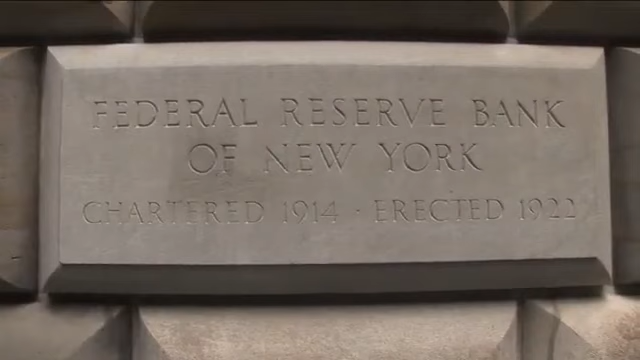 FEDERAL RESERVE BANK
OF NEW YORK
CHARTERED 1914 · ERECTED 1922